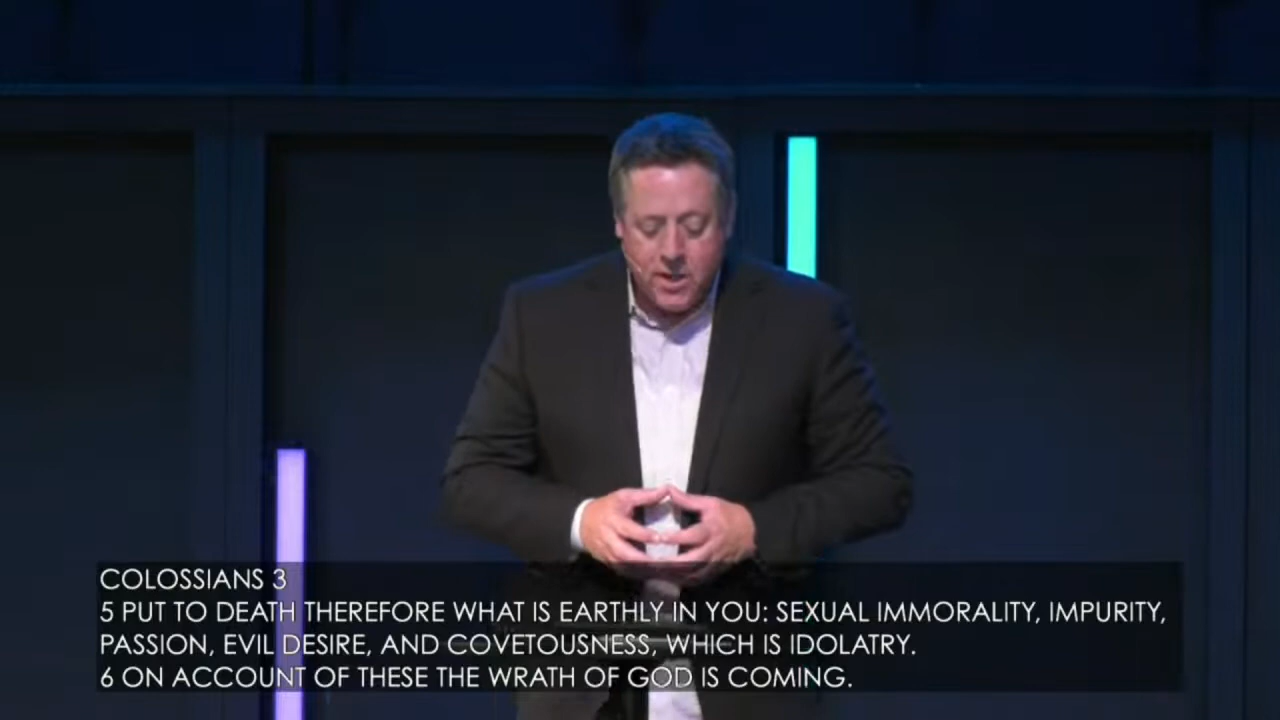 COLOSSIANS 3
5 PUT TO DEATH THEREFORE WHAT IS EARTHLY IN YOU: SEXUAL IMMORALITY, IMPURITY,
PASSION, EVIL DESIRE, AND COVETOUSNESS, WHICH IS IDOLATRY.
6 ON ACCOUNT OF THESE THE WRATH OF GOD IS COMING.